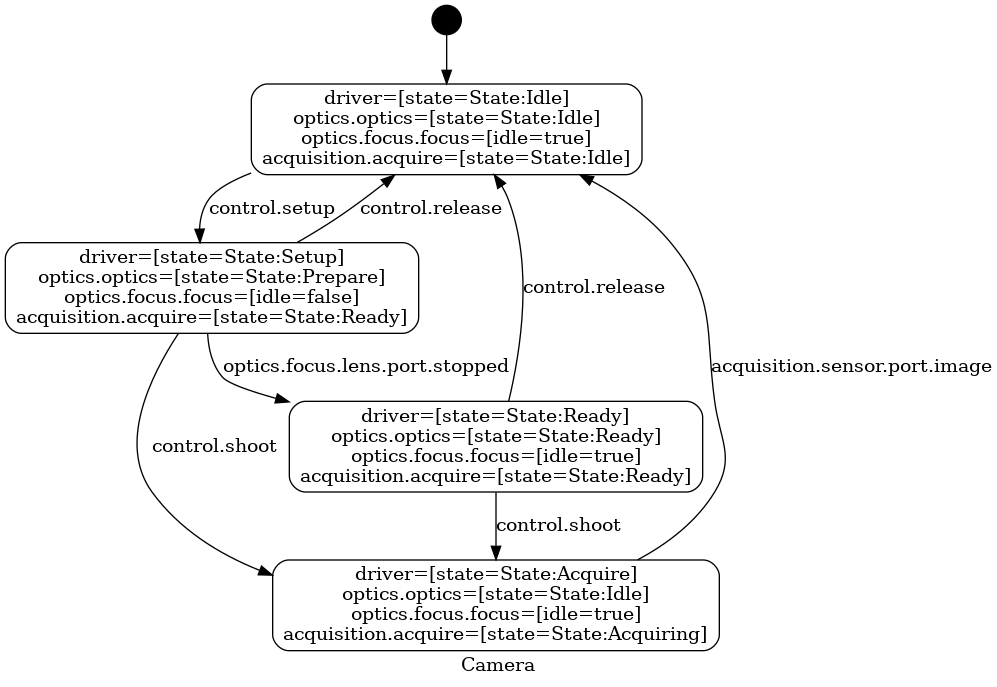 driver=[state=State:Idle]
optics.optics=[state=State:Idle]
optics.focus.focus=[idle=true]
acquisition.acquire=[state=State:Idle]
control.setup
control.release
driver=[state=State:Setup]
optics.optics=[state=State:Prepare]
optics.focus.focus=[idle=false]
acquisition.acquire=[state=State:Ready]
control.release
optics.focus.lens.port.stopped
acquisition.sensor.port.image
driver=[state=State:Ready]
optics.optics=[state=State:Ready]
optics.focus.focus=[idle=true]
acquisition.acquire=[state=State:Ready]
control.shoot
control.shoot
driver=[state=State:Acquire]
optics.optics=[state=State:Idle]
optics.focus.focus=[idle=true]
acquisition.acquire=[state=State:Acquiring]
Camera